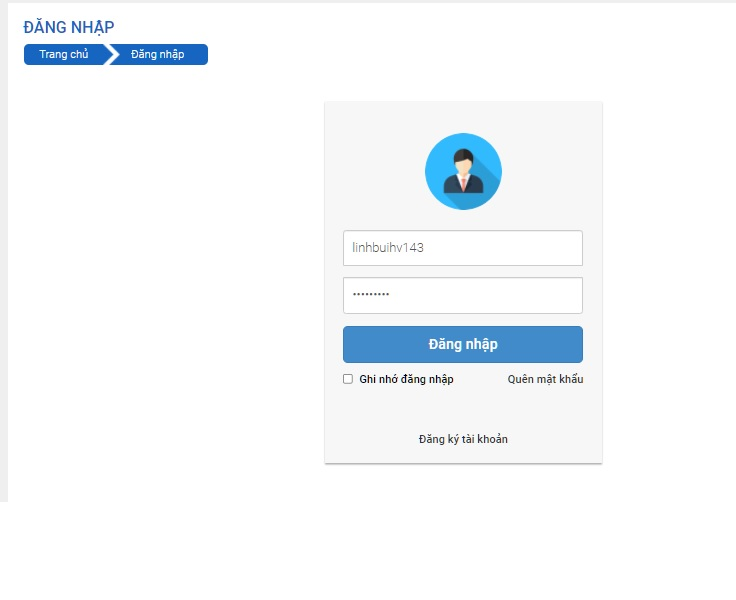 ĐĂNG NHẬP
Trang chủ
Đăng nhập
linhbuihv143
•••••••••
Đăng nhập
Ghi nhớ đăng nhập
Quên mật khẩu
Đăng ký tài khoản